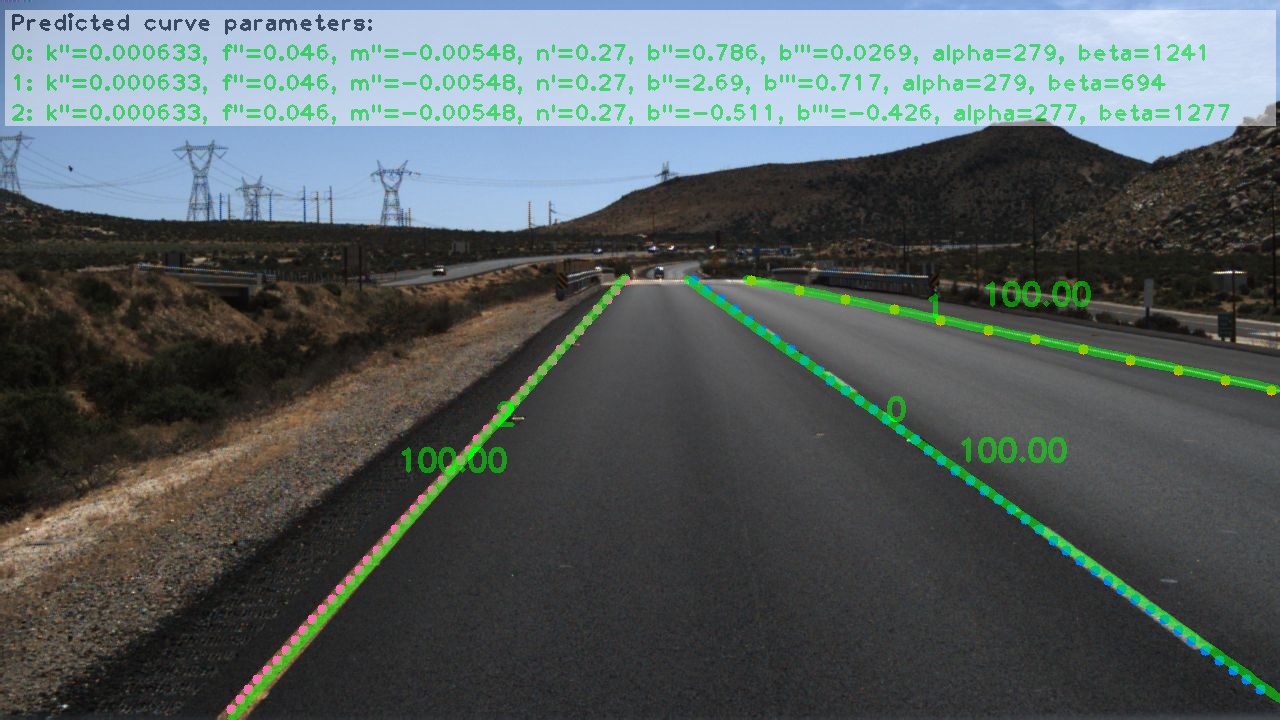 Predicted curve parameters:
0: k''=0.000633, f''=0.046, m''=-0.00548, n'=0.27, b''=0.786, b'''=0.0269, alpha=279, beta=1241
1: k''=0.000633, f''=0.046, m''=-0.00548, n'=0.27, b''=2.69, b'''=0.717, alpha=279, beta=694
2: k''=0.000633, f''=0.046, m''=-0.00548, n'=0.27, b''=-0.511, b'''=-0.426, alpha=277, beta=1277
1 100.00
2
0
100.00
100.00